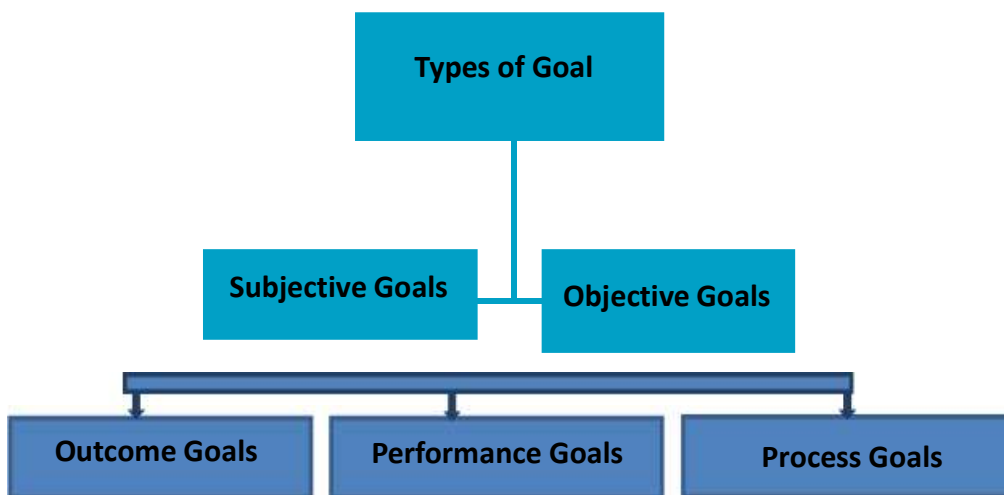 Types of Goal
Subjective Goals
Objective Goals
Outcome Goals
Performance Goals
Process Goals